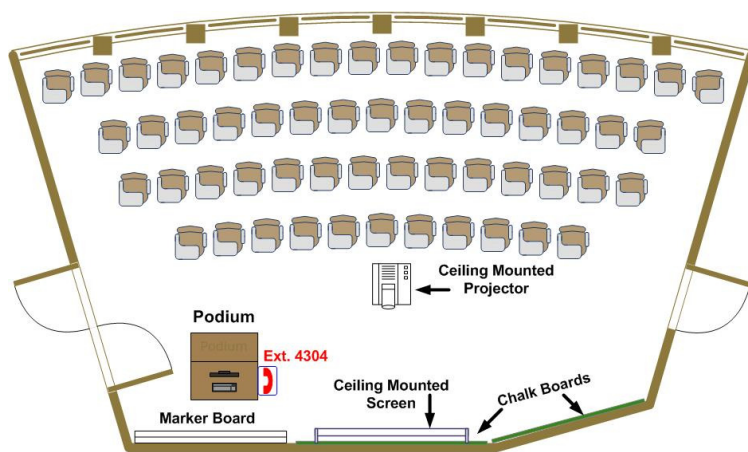 Ceiling Mounted
Projector
Podium
Podium
Ext. 4304
Ceiling Mounted
Screen
Chalk Boards
Marker Board